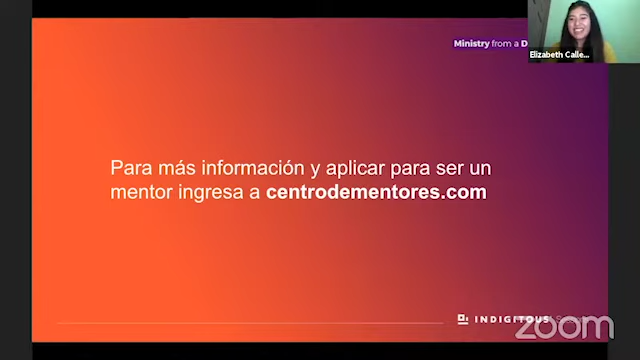 Ministry from a D
Elizabeth Calle...
Para más información y aplicar para ser un
mentor ingresa a centrodementores.com
INDIGITOUS
zoom